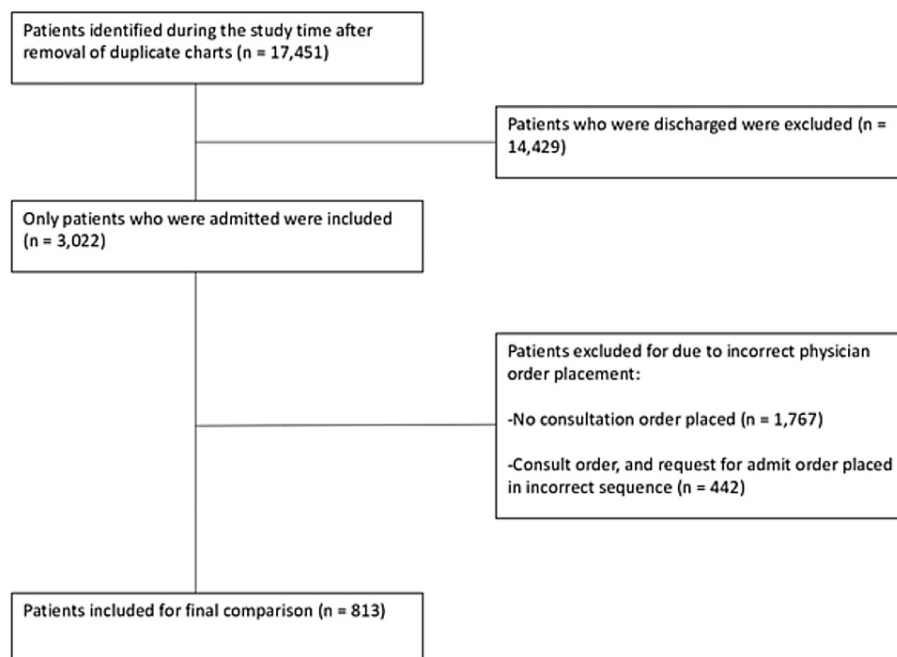 Patients identified during the study time after
removal of duplicate charts (n = 17,451)
Patients who were discharged were excluded (n =
14,429)
Only patients who were admitted were included
(n = 3,022)
Patients excluded for due to incorrect physician
order placement:
-No consultation order placed (n = 1,767)
-Consult order, and request for admit order placed
in incorrect sequence (n = 442)
Patients included for final comparison (n = 813)